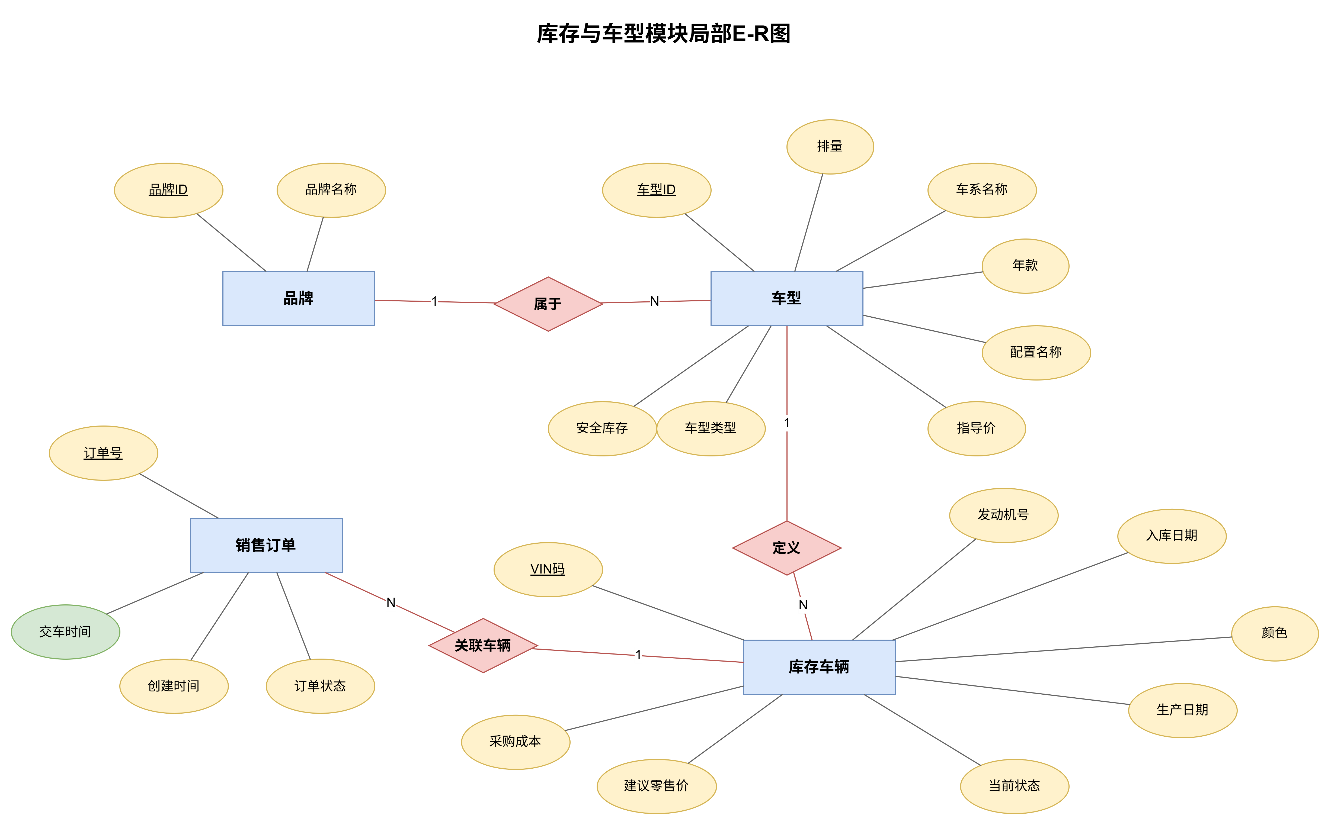 库存与车型模块局部E-R图
排量
品牌ID
品牌名称
车型ID
车系名称
年款
品牌
1
属于
N
车型
配置名称
安全库存
车型类型
1
指导价
订单号
发动机号
入库日期
销售订单
定义
VIN码
N
N
交车时间
颜色
关联车辆
1
库存车辆
创建时间
订单状态
生产日期
采购成本
建议零售价
当前状态